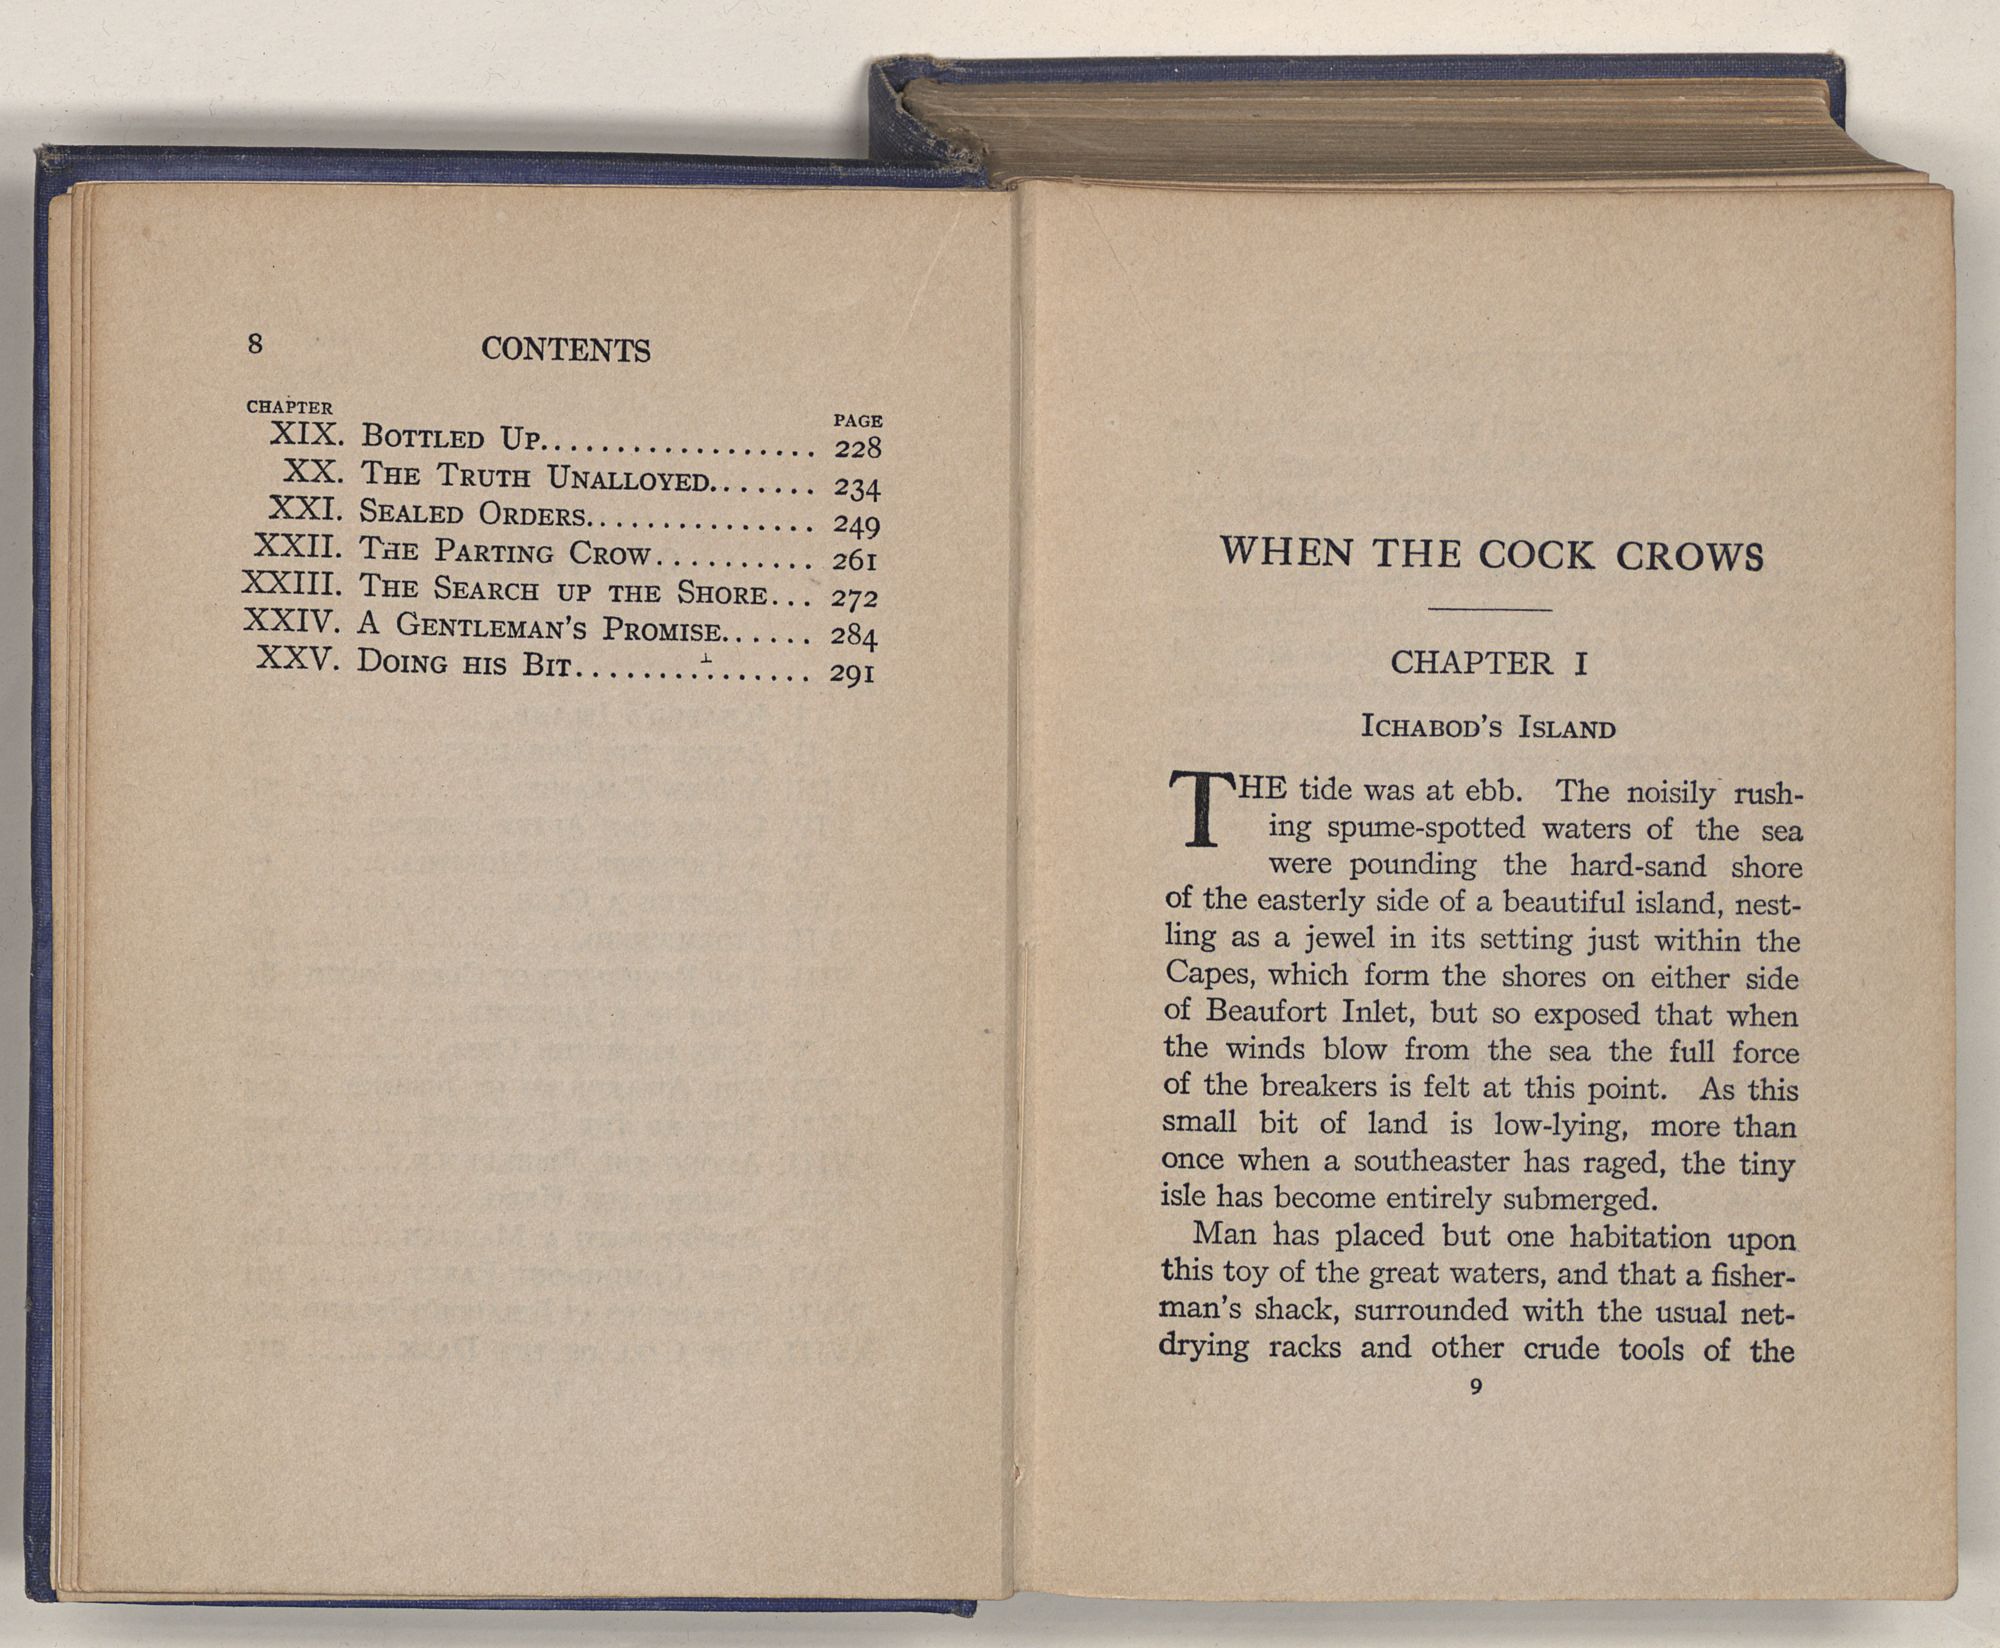 8 CONTENTS
CHAPTER PAGE
XIX. BOTTLED UP.................. 228
XX. THE TRUTH UNALLOYED....... 234
XXI. SEALED ORDERS............... 249
XXII. THE PARTING CROW.......... 261
XXIII. THE SEARCH UP THE SHORE... 272
XXIV. A GENTLEMAN'S PROMISE...... 284
XXV. DOING HIS BIT............... 291
WHEN THE COCK CROWS
CHAPTER I
ICHABOD'S ISLAND
THE tide was at ebb. The noisily rush-
ing spume-spotted waters of the sea
were pounding the hard-sand shore
of the easterly side of a beautiful island, nest-
ling as a jewel in its setting just within the
Capes, which form the shores on either side
of Beaufort Inlet, but so exposed that when
the winds blow from the sea the full force
of the breakers is felt at this point. As this
small bit of land is low-lying, more than
once when a southeaster has raged, the tiny
isle has become entirely submerged.
Man has placed but one habitation upon
this toy of the great waters, and that a fisher-
man's shack, surrounded with the usual net-
drying racks and other crude tools of the
9